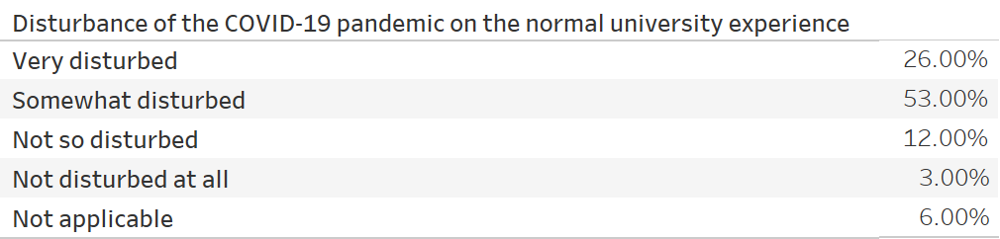 Disturbance of the COVID-19 pandemic on the normal university experience
Very disturbed 26.00%
Somewhat disturbed 53.00%
Not so disturbed 12.00%
Not disturbed at all 3.00%
Not applicable 6.00%